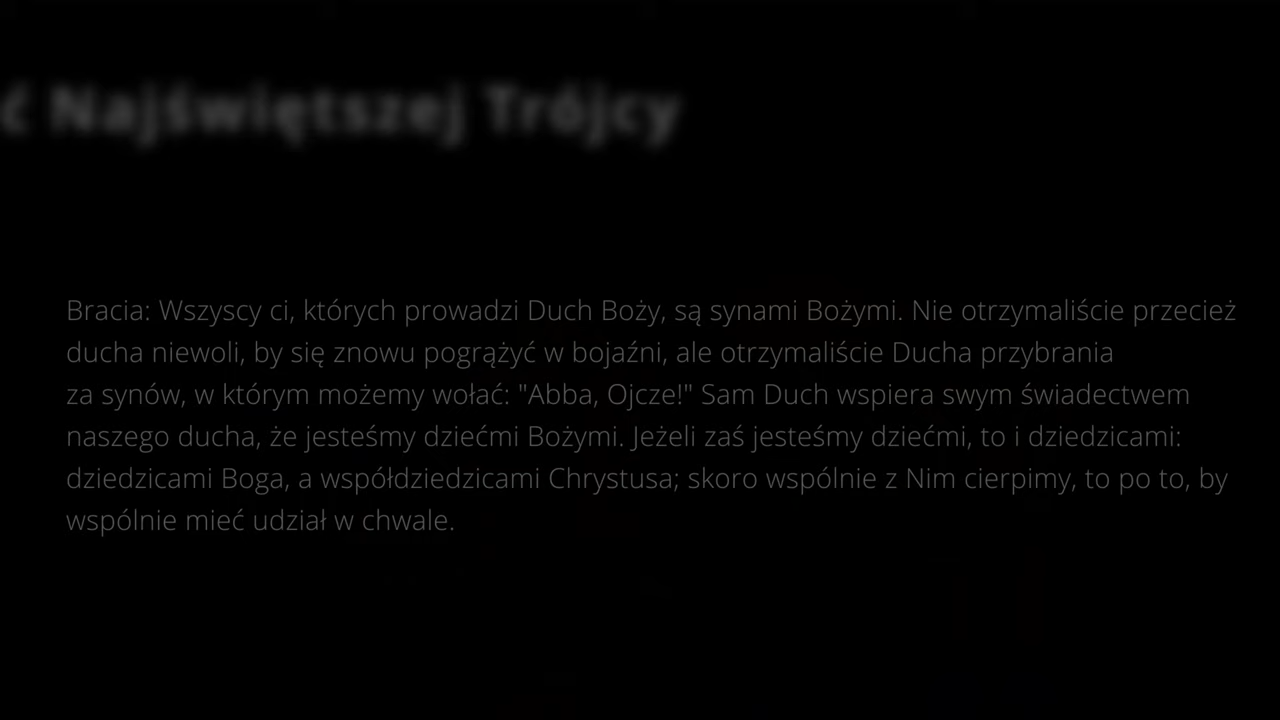 ć Najświętszej Trójcy
Bracia: Wszyscy ci, których prowadzi Duch Boży, są synami Bożymi. Nie otrzymaliście przecież
ducha niewoli, by się znowu pogrążyć w bojaźni, ale otrzymaliście Ducha przybrania
za synów, w którym możemy wołać: "Abba, Ojcze!" Sam Duch wspiera swym świadectwem
naszego ducha, że jesteśmy dziećmi Bożymi. Jeżeli zaś jesteśmy dziećmi, to i dziedzicami:
dziedzicami Boga, a współdziedzicami Chrystusa; skoro wspólnie z Nim cierpimy, to po to, by
wspólnie mieć udział w chwale.